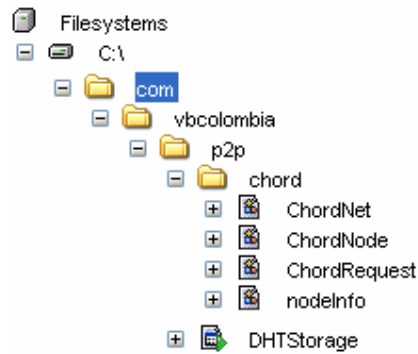 Filesystems
C:\
com
vbcolombia
p2p
chord
ChordNet
ChordNode
ChordRequest
nodeInfo
DHTStorage